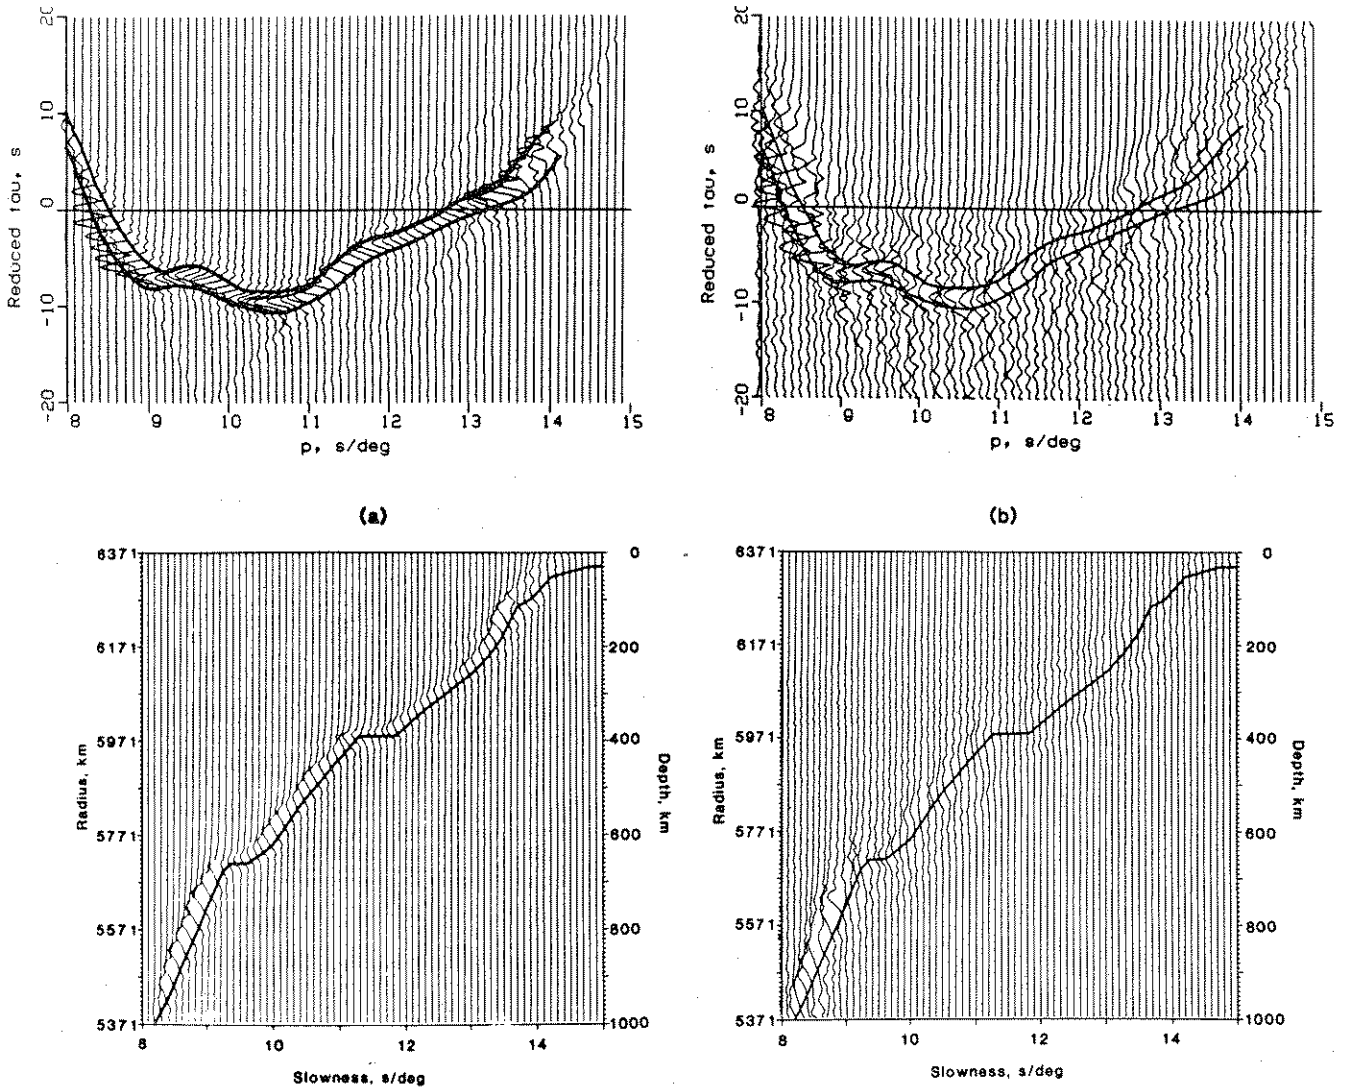 20
10
0
-10
-20
Reduced tau, s
8 9 10 11 12 13 14 15
p, s/deg
20
10
0
-10
-20
Reduced tau, s
8 9 10 11 12 13 14 15
p, s/deg
(a)
(b)
6371
6171
5971
5771
5571
5371
Radius, km
0
200
400
600
800
1000
Depth, km
8 10 12 14
Slowness, s/deg
6371
6171
5971
5771
5571
5371
Radius, km
0
200
400
600
800
1000
Depth, km
8 10 12 14
Slowness, s/deg